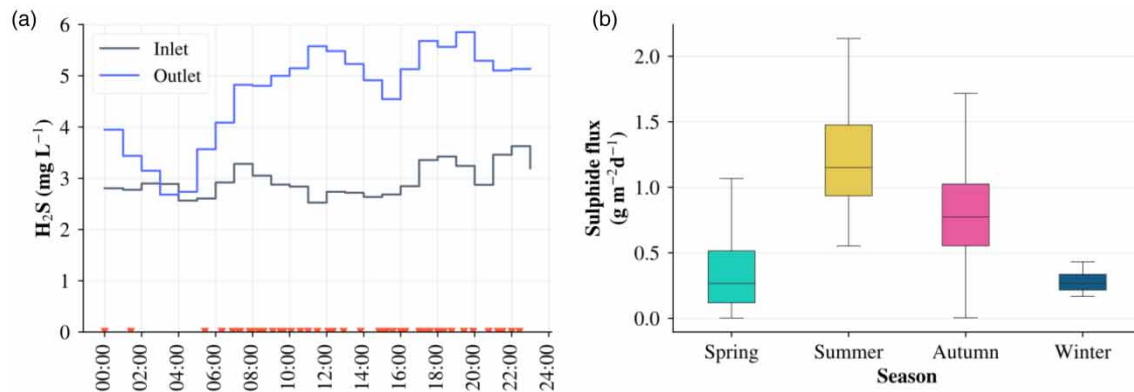 (a)
H₂S (mg L⁻¹)
6
5
4
3
2
1
0
Inlet
Outlet
00:00
02:00
04:00
06:00
08:00
10:00
12:00
14:00
16:00
18:00
20:00
22:00
24:00
(b)
Sulphide flux
(g m⁻²d⁻¹)
2.0
1.5
1.0
0.5
0.0
Spring Summer Autumn Winter
Season